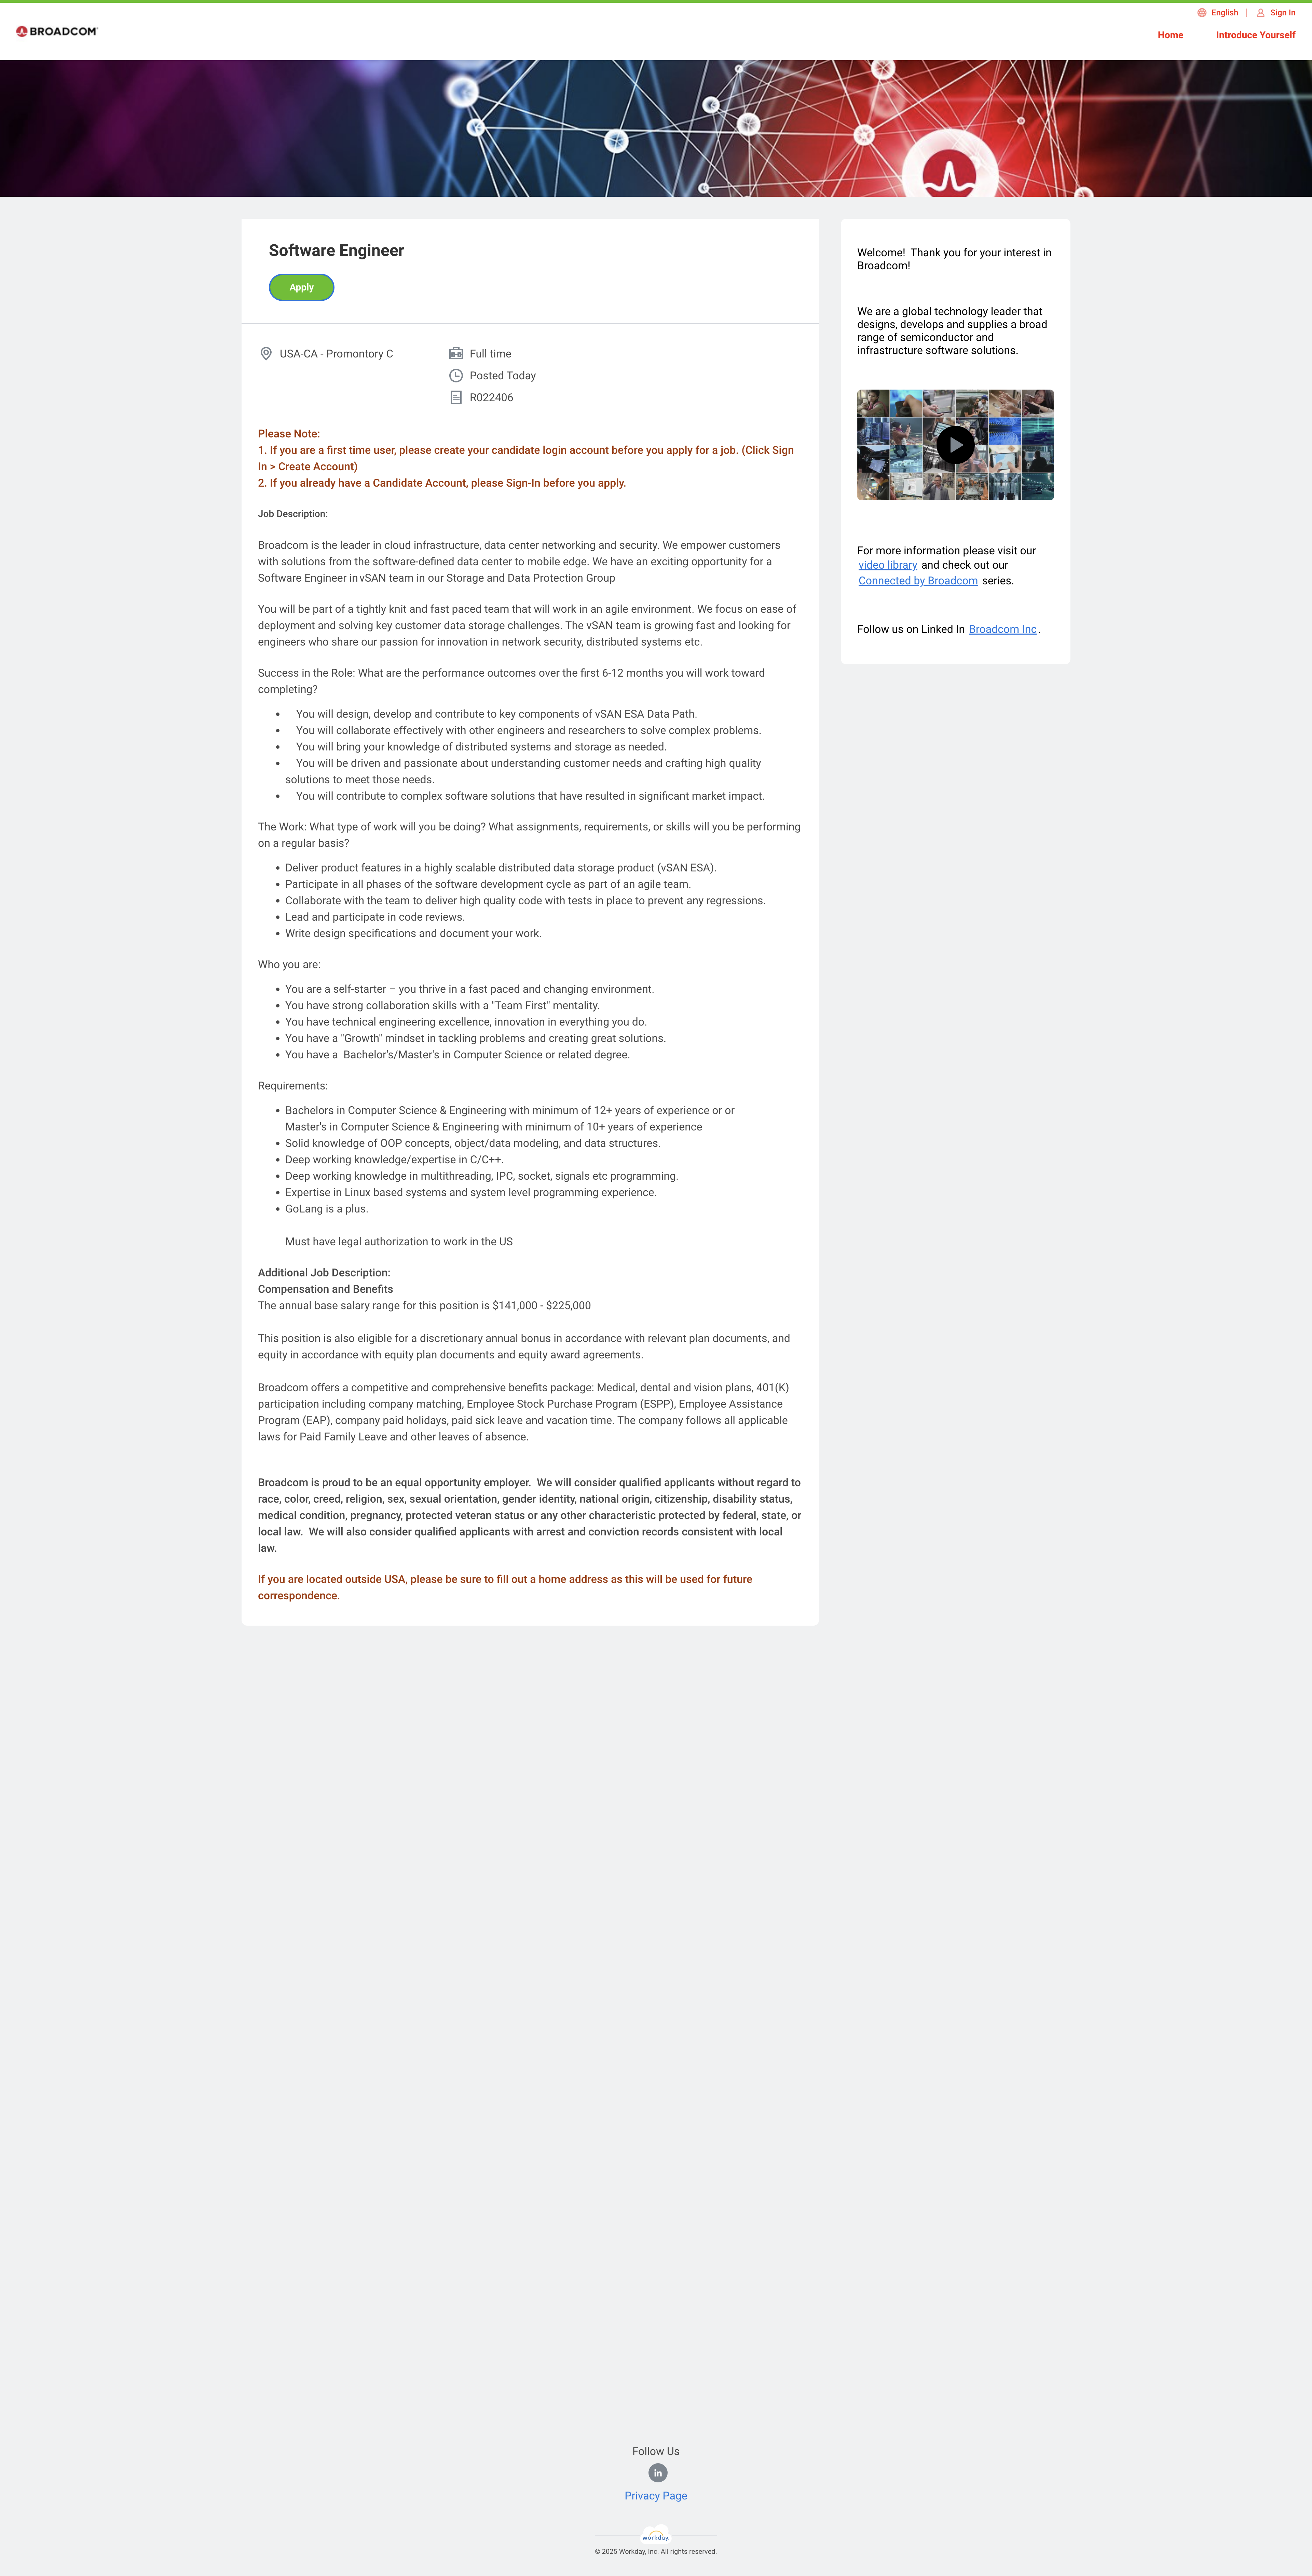 English | Sign In
BROADCOM
Home Introduce Yourself
Software Engineer
Apply
USA-CA - Promontory C
Full time
Posted Today
R022406
Please Note:
1. If you are a first time user, please create your candidate login account before you apply for a job. (Click Sign
In > Create Account)
2. If you already have a Candidate Account, please Sign-In before you apply.
Job Description:
Broadcom is the leader in cloud infrastructure, data center networking and security. We empower customers
with solutions from the software-defined data center to mobile edge. We have an exciting opportunity for a
Software Engineer in vSAN team in our Storage and Data Protection Group
You will be part of a tightly knit and fast paced team that will work in an agile environment. We focus on ease of
deployment and solving key customer data storage challenges. The vSAN team is growing fast and looking for
engineers who share our passion for innovation in network security, distributed systems etc.
Success in the Role: What are the performance outcomes over the first 6-12 months you will work toward
completing?
• You will design, develop and contribute to key components of vSAN ESA Data Path.
• You will collaborate effectively with other engineers and researchers to solve complex problems.
• You will bring your knowledge of distributed systems and storage as needed.
• You will be driven and passionate about understanding customer needs and crafting high quality
solutions to meet those needs.
• You will contribute to complex software solutions that have resulted in significant market impact.
The Work: What type of work will you be doing? What assignments, requirements, or skills will you be performing
on a regular basis?
• Deliver product features in a highly scalable distributed data storage product (vSAN ESA).
• Participate in all phases of the software development cycle as part of an agile team.
• Collaborate with the team to deliver high quality code with tests in place to prevent any regressions.
• Lead and participate in code reviews.
• Write design specifications and document your work.
Who you are:
• You are a self-starter – you thrive in a fast paced and changing environment.
• You have strong collaboration skills with a "Team First" mentality.
• You have technical engineering excellence, innovation in everything you do.
• You have a "Growth" mindset in tackling problems and creating great solutions.
• You have a Bachelor's/Master's in Computer Science or related degree.
Requirements:
• Bachelors in Computer Science & Engineering with minimum of 12+ years of experience or or
Master's in Computer Science & Engineering with minimum of 10+ years of experience
• Solid knowledge of OOP concepts, object/data modeling, and data structures.
• Deep working knowledge/expertise in C/C++.
• Deep working knowledge in multithreading, IPC, socket, signals etc programming.
• Expertise in Linux based systems and system level programming experience.
• GoLang is a plus.
Must have legal authorization to work in the US
Additional Job Description:
Compensation and Benefits
The annual base salary range for this position is $141,000 - $225,000
This position is also eligible for a discretionary annual bonus in accordance with relevant plan documents, and
equity in accordance with equity plan documents and equity award agreements.
Broadcom offers a competitive and comprehensive benefits package: Medical, dental and vision plans, 401(K)
participation including company matching, Employee Stock Purchase Program (ESPP), Employee Assistance
Program (EAP), company paid holidays, paid sick leave and vacation time. The company follows all applicable
laws for Paid Family Leave and other leaves of absence.
Broadcom is proud to be an equal opportunity employer. We will consider qualified applicants without regard to
race, color, creed, religion, sex, sexual orientation, gender identity, national origin, citizenship, disability status,
medical condition, pregnancy, protected veteran status or any other characteristic protected by federal, state, or
local law. We will also consider qualified applicants with arrest and conviction records consistent with local
law.
If you are located outside USA, please be sure to fill out a home address as this will be used for future
correspondence.
Welcome! Thank you for your interest in
Broadcom!
We are a global technology leader that
designs, develops and supplies a broad
range of semiconductor and
infrastructure software solutions.
For more information please visit our
video library and check out our
Connected by Broadcom series.
Follow us on Linked In Broadcom Inc.
Follow Us
in
Privacy Page
workday
© 2025 Workday, Inc. All rights reserved.